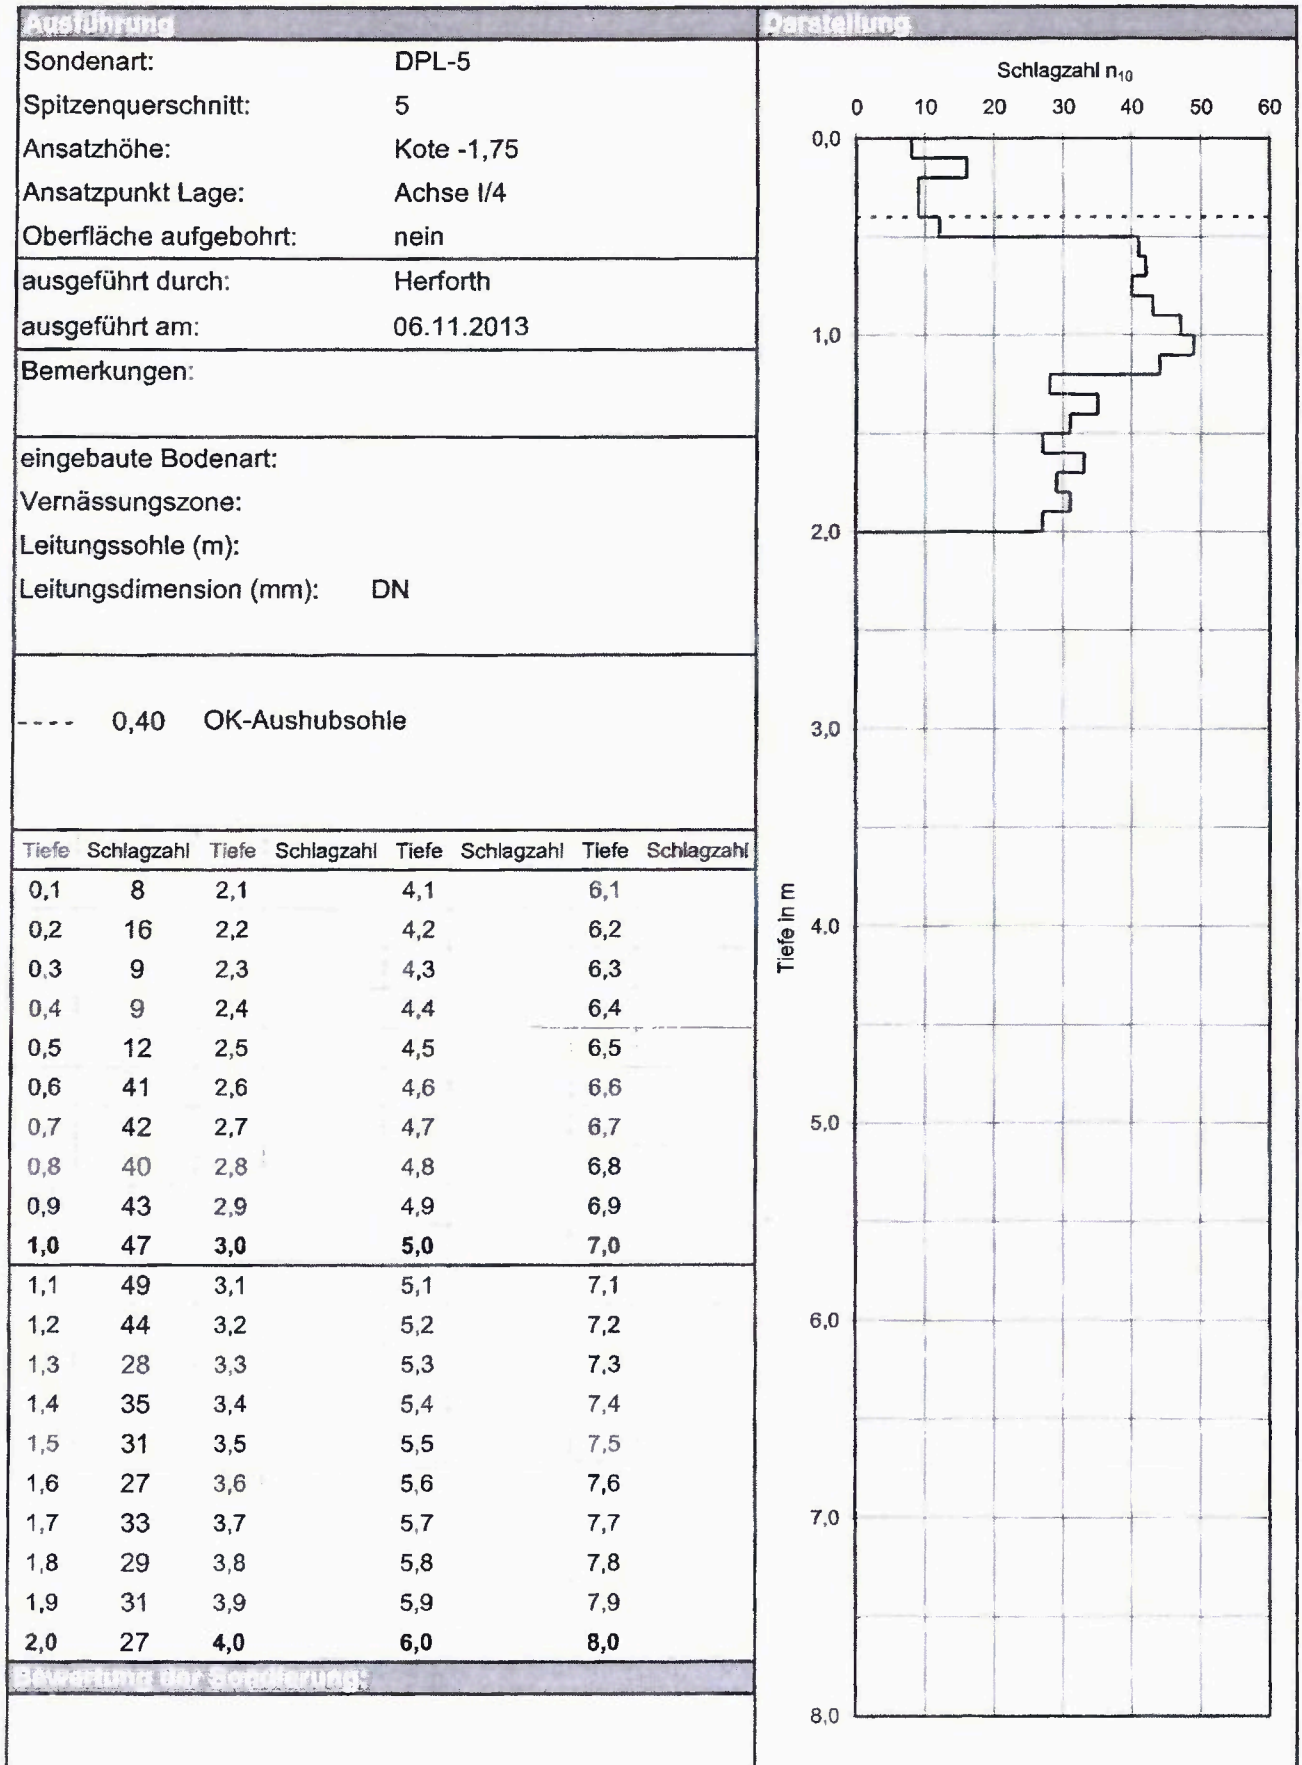 Ausführung
Sondenart: DPL-5
Spitzenquerschnitt: 5
Ansatzhöhe: Kote -1,75
Ansatzpunkt Lage: Achse I/4
Oberfläche aufgebohrt: nein
ausgeführt durch: Herforth
ausgeführt am: 06.11.2013
Bemerkungen:
eingebaute Bodenart:
Vernässungszone:
Leitungssohle (m):
Leitungsdimension (mm): DN
---- 0,40 OK-Aushubsohle
Tiefe Schlagzahl Tiefe Schlagzahl Tiefe Schlagzahl Tiefe Schlagzahl
0,1 8 2,1 4,1 6,1
0,2 16 2,2 4,2 6,2
0,3 9 2,3 4,3 6,3
0,4 9 2,4 4,4 6,4
0,5 12 2,5 4,5 6,5
0,6 41 2,6 4,6 6,6
0,7 42 2,7 4,7 6,7
0,8 40 2,8 4,8 6,8
0,9 43 2,9 4,9 6,9
1,0 47 3,0 5,0 7,0
1,1 49 3,1 5,1 7,1
1,2 44 3,2 5,2 7,2
1,3 28 3,3 5,3 7,3
1,4 35 3,4 5,4 7,4
1,5 31 3,5 5,5 7,5
1,6 27 3,6 5,6 7,6
1,7 33 3,7 5,7 7,7
1,8 29 3,8 5,8 7,8
1,9 31 3,9 5,9 7,9
2,0 27 4,0 6,0 8,0
Bewertung der Sondierung:
Darstellung
Schlagzahl n₁₀
0 10 20 30 40 50 60
0,0
1,0
2,0
3,0
Tiefe in m
4,0
5,0
6,0
7,0
8,0